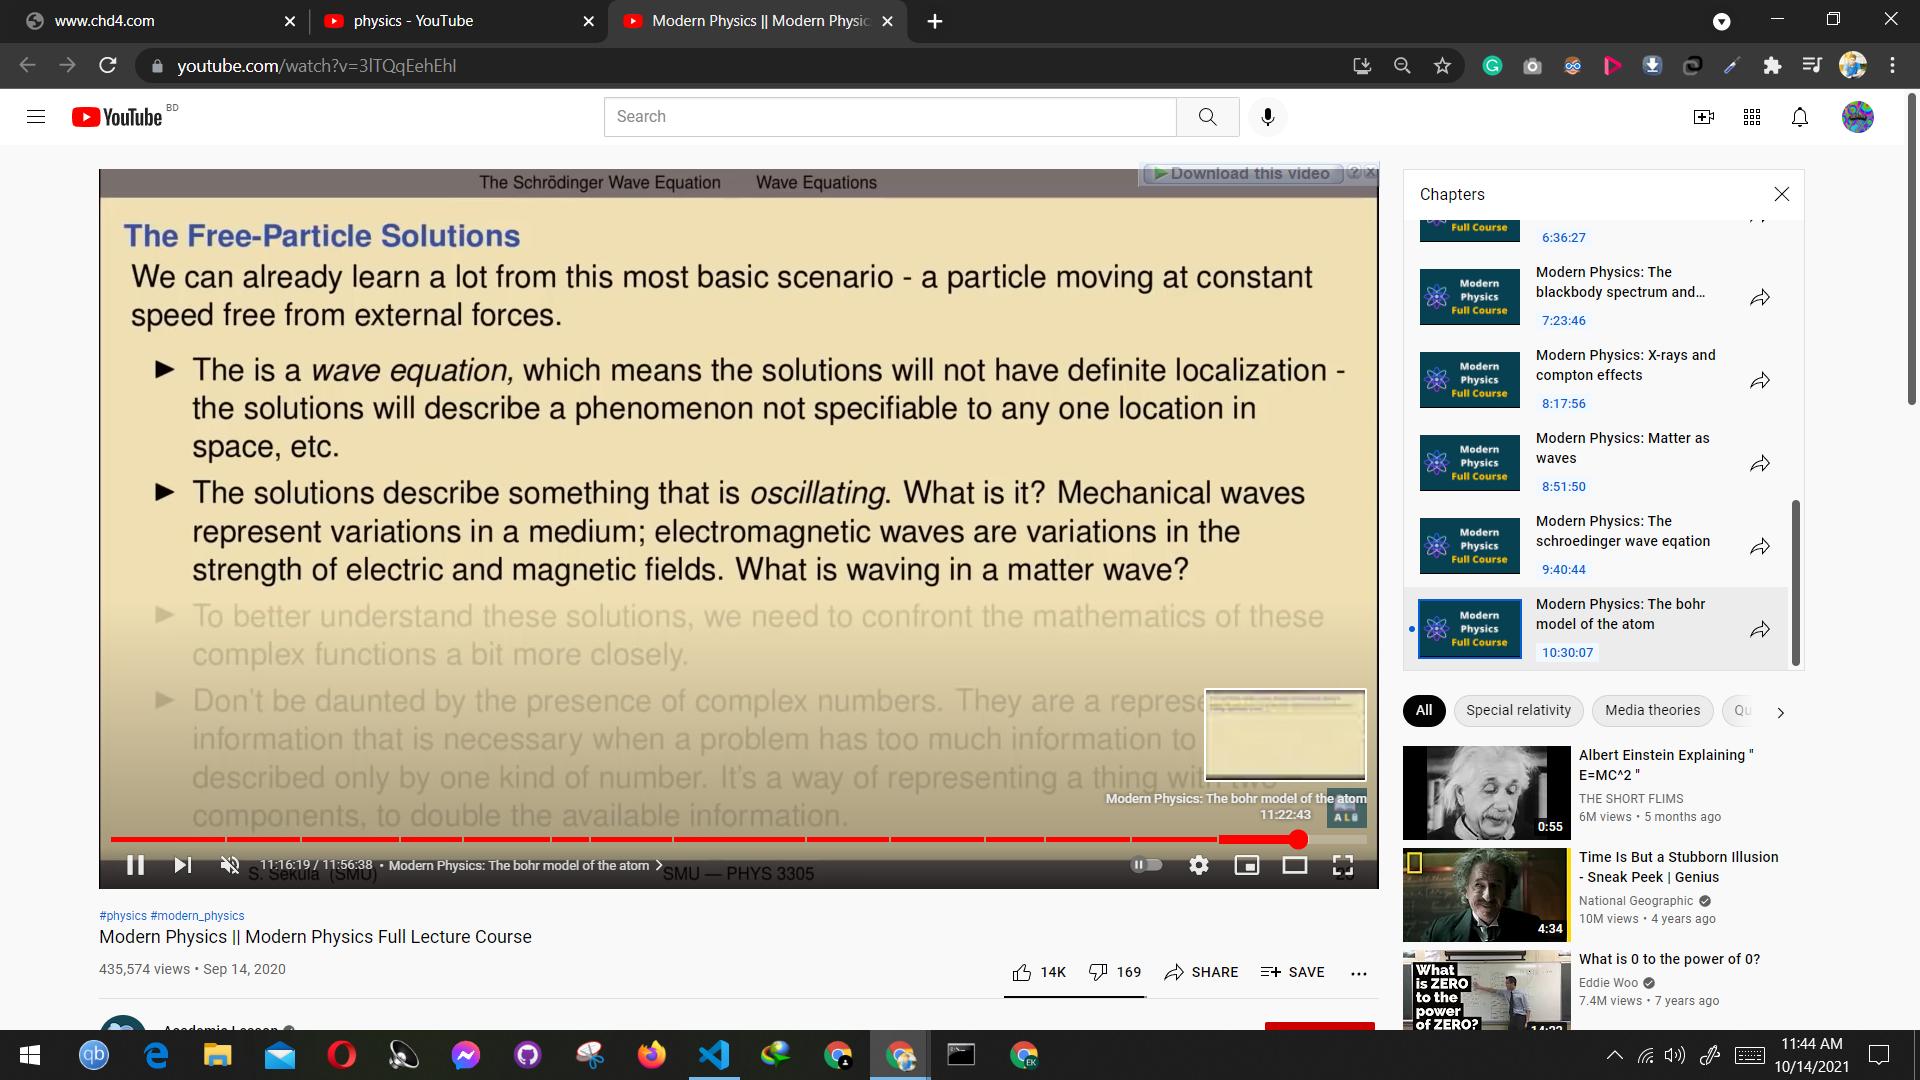 www.chd4.com
physics - YouTube
Modern Physics || Modern Physic
youtube.com/watch?v=3lTQqEehEhI
YouTube BD
Search
The Schrödinger Wave Equation Wave Equations
Download this video
The Free-Particle Solutions
We can already learn a lot from this most basic scenario - a particle moving at constant
speed free from external forces.
► The is a wave equation, which means the solutions will not have definite localization -
the solutions will describe a phenomenon not specifiable to any one location in
space, etc.
► The solutions describe something that is oscillating. What is it? Mechanical waves
represent variations in a medium; electromagnetic waves are variations in the
strength of electric and magnetic fields. What is waving in a matter wave?
► To better understand these solutions, we need to confront the mathematics of these
complex functions a bit more closely.
► Don't be daunted by the presence of complex numbers. They are a repres
information that is necessary when a problem has too much information to
described only by one kind of number. It's a way of representing a thing with two
components, to double the available information.
Modern Physics: The bohr model of the atom
11:22:43
11:16:19 / 11:56:38 • Modern Physics: The bohr model of the atom
S. Sekula (SMU) SMU — PHYS 3305
#physics #modern_physics
Modern Physics || Modern Physics Full Lecture Course
435,574 views • Sep 14, 2020
14K 169 SHARE SAVE
Chapters
Full Course
6:36:27
Modern Physics Full Course
Modern Physics: The
blackbody spectrum and...
7:23:46
Modern Physics Full Course
Modern Physics: X-rays and
compton effects
8:17:56
Modern Physics Full Course
Modern Physics: Matter as
waves
8:51:50
Modern Physics Full Course
Modern Physics: The
schroedinger wave eqation
9:40:44
Modern Physics Full Course
Modern Physics: The bohr
model of the atom
10:30:07
All Special relativity Media theories Qu
Albert Einstein Explaining "
E=MC^2 "
THE SHORT FLIMS
6M views • 5 months ago
0:55
Time Is But a Stubborn Illusion
- Sneak Peek | Genius
National Geographic
10M views • 4 years ago
4:34
What is 0 to the power of 0?
Eddie Woo
7.4M views • 7 years ago
What
is ZERO
to the
power
of ZERO?
11:44 AM
10/14/2021